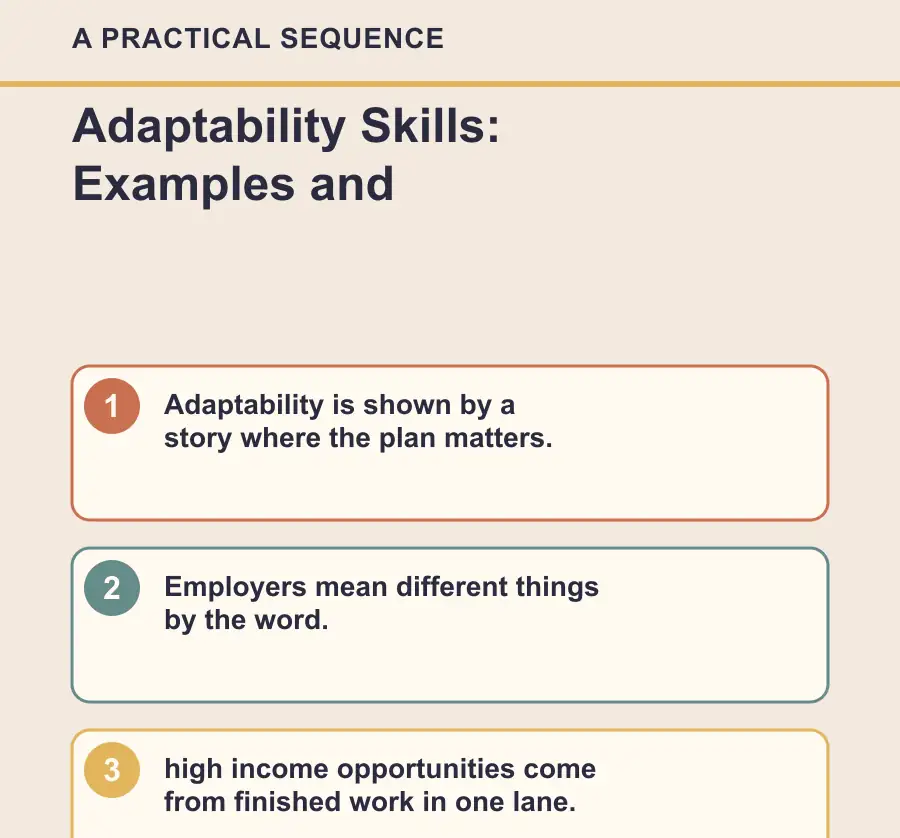 A PRACTICAL SEQUENCE
Adaptability Skills:
Examples and
1
Adaptability is shown by a
story where the plan matters.
2
Employers mean different things
by the word.
3
high income opportunities come
from finished work in one lane.